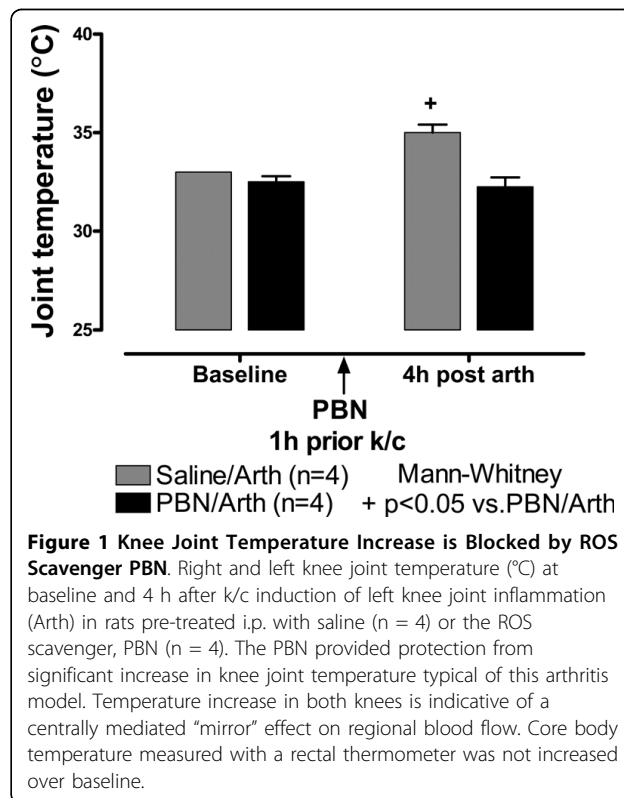 Joint temperature (°C)
40
35
30
25
+
Baseline
4h post arth
PBN
1h prior k/c
Saline/Arth (n=4) Mann-Whitney
PBN/Arth (n=4) + p<0.05 vs.PBN/Arth
Figure 1 Knee Joint Temperature Increase is Blocked by ROS
Scavenger PBN. Right and left knee joint temperature (°C) at
baseline and 4 h after k/c induction of left knee joint inflammation
(Arth) in rats pre-treated i.p. with saline (n = 4) or the ROS
scavenger, PBN (n = 4). The PBN provided protection from
significant increase in knee joint temperature typical of this arthritis
model. Temperature increase in both knees is indicative of a
centrally mediated “mirror” effect on regional blood flow. Core body
temperature measured with a rectal thermometer was not increased
over baseline.